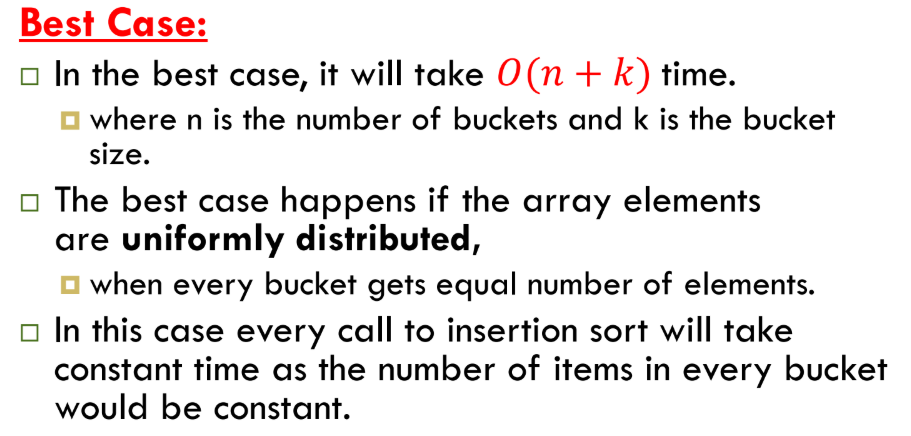 Best Case:
In the best case, it will take O(n + k) time.
where n is the number of buckets and k is the bucket
size.
The best case happens if the array elements
are uniformly distributed,
when every bucket gets equal number of elements.
In this case every call to insertion sort will take
constant time as the number of items in every bucket
would be constant.